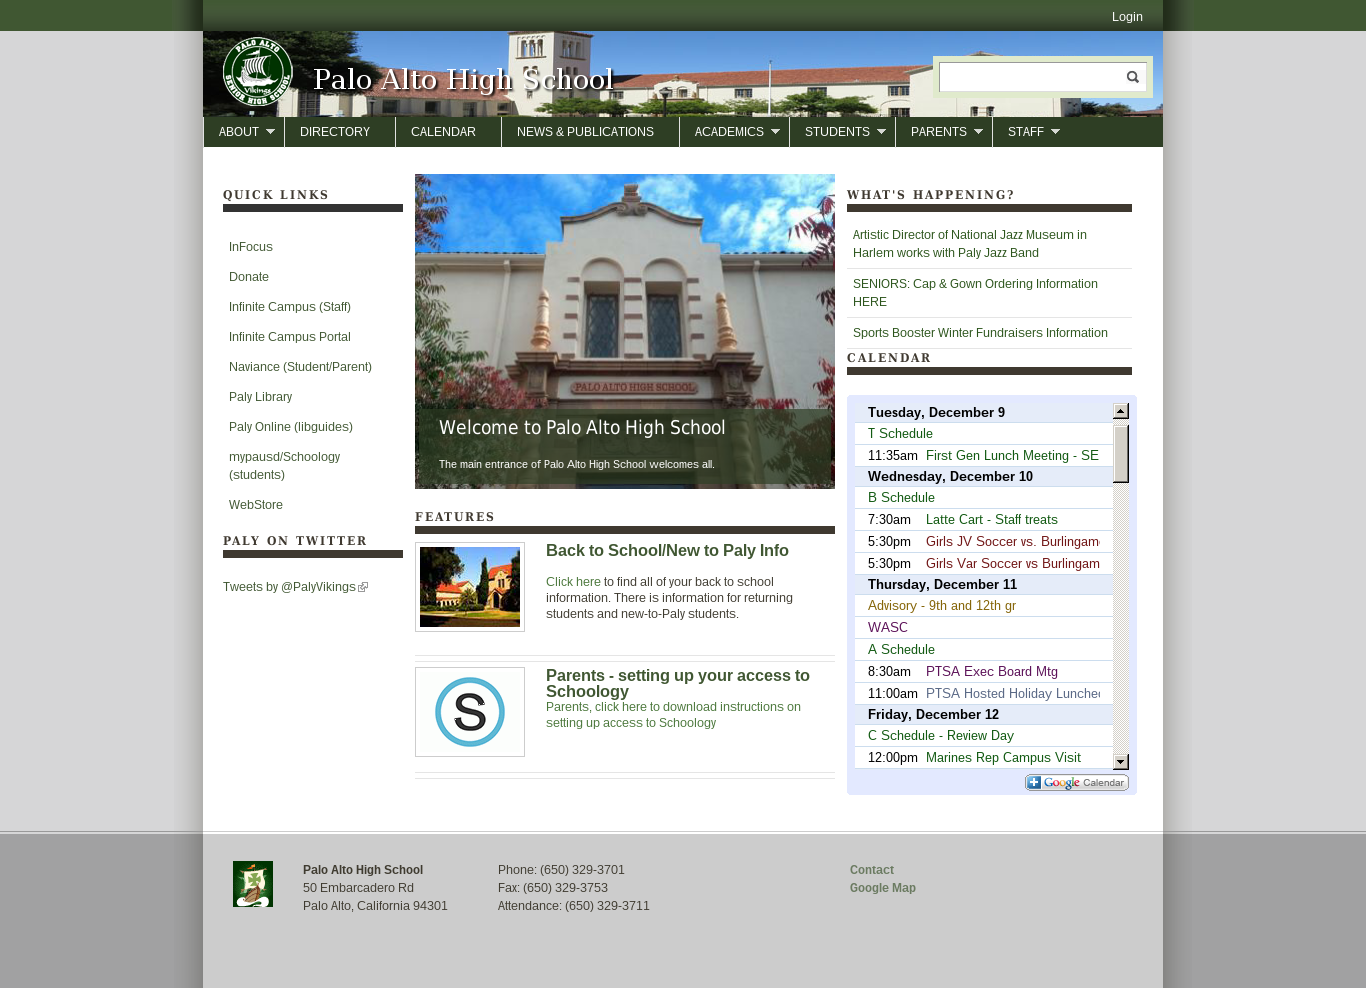 Login
PALO ALTO
Vikings
SENIOR HIGH SCHOOL
Palo Alto High School
ABOUT
DIRECTORY
CALENDAR
NEWS & PUBLICATIONS
ACADEMICS
STUDENTS
PARENTS
STAFF
QUICK LINKS
InFocus
Donate
Infinite Campus (Staff)
Infinite Campus Portal
Naviance (Student/Parent)
Paly Library
Paly Online (libguides)
mypausd/Schoology
(students)
WebStore
PALY ON TWITTER
Tweets by @PalyVikings
PALO ALTO HIGH SCHOOL
Welcome to Palo Alto High School
The main entrance of Palo Alto High School welcomes all.
FEATURES
Back to School/New to Paly Info
Click here to find all of your back to school
information. There is information for returning
students and new-to-Paly students.
S
Parents - setting up your access to
Schoology
Parents, click here to download instructions on
setting up access to Schoology
WHAT'S HAPPENING?
Artistic Director of National Jazz Museum in
Harlem works with Paly Jazz Band
SENIORS: Cap & Gown Ordering Information
HERE
Sports Booster Winter Fundraisers Information
CALENDAR
Tuesday, December 9
T Schedule
11:35am First Gen Lunch Meeting - SE
Wednesday, December 10
B Schedule
7:30am Latte Cart - Staff treats
5:30pm Girls JV Soccer vs. Burlingame
5:30pm Girls Var Soccer vs Burlingam
Thursday, December 11
Advisory - 9th and 12th gr
WASC
A Schedule
8:30am PTSA Exec Board Mtg
11:00am PTSA Hosted Holiday Lunchec
Friday, December 12
C Schedule - Review Day
12:00pm Marines Rep Campus Visit
Google Calendar
Palo Alto High School
50 Embarcadero Rd
Palo Alto, California 94301
Phone: (650) 329-3701
Fax: (650) 329-3753
Attendance: (650) 329-3711
Contact
Google Map